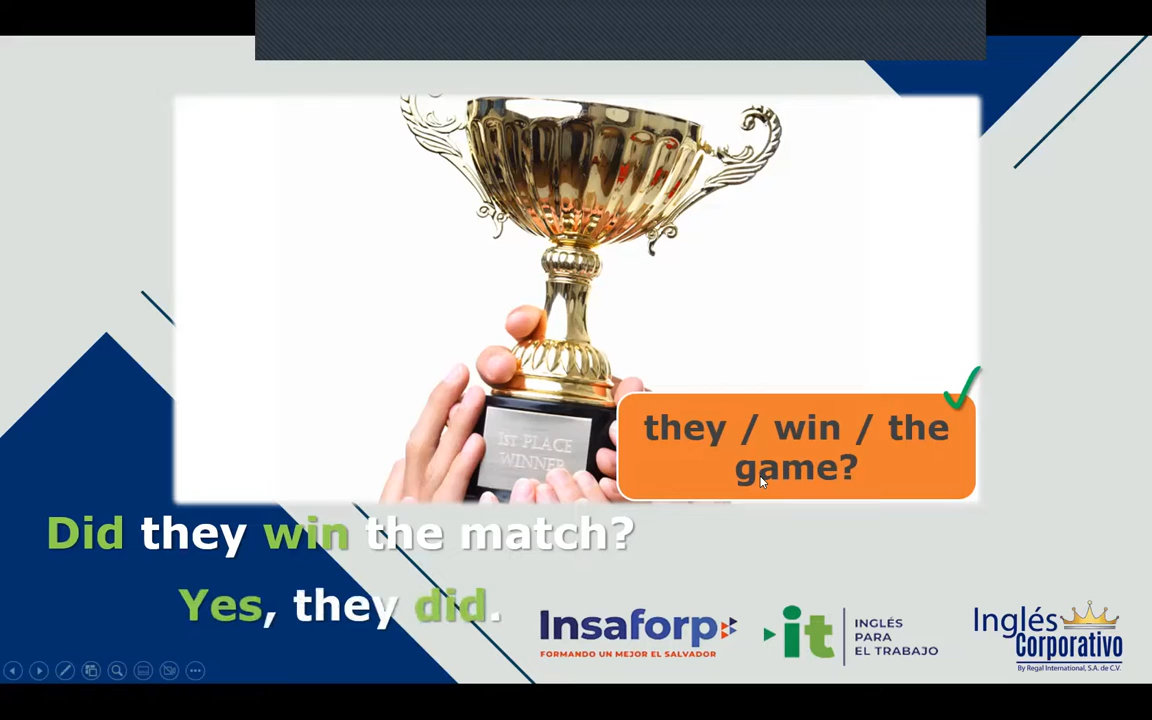 1ST PLACE
WINNER
they / win / the
game?
Did they win the match?
Yes, they did.
Insaforp
FORMANDO UN MEJOR EL SALVADOR
it
INGLÉS
PARA
EL TRABAJO
Inglés
Corporativo
By Regal International, S.A. de C.V.